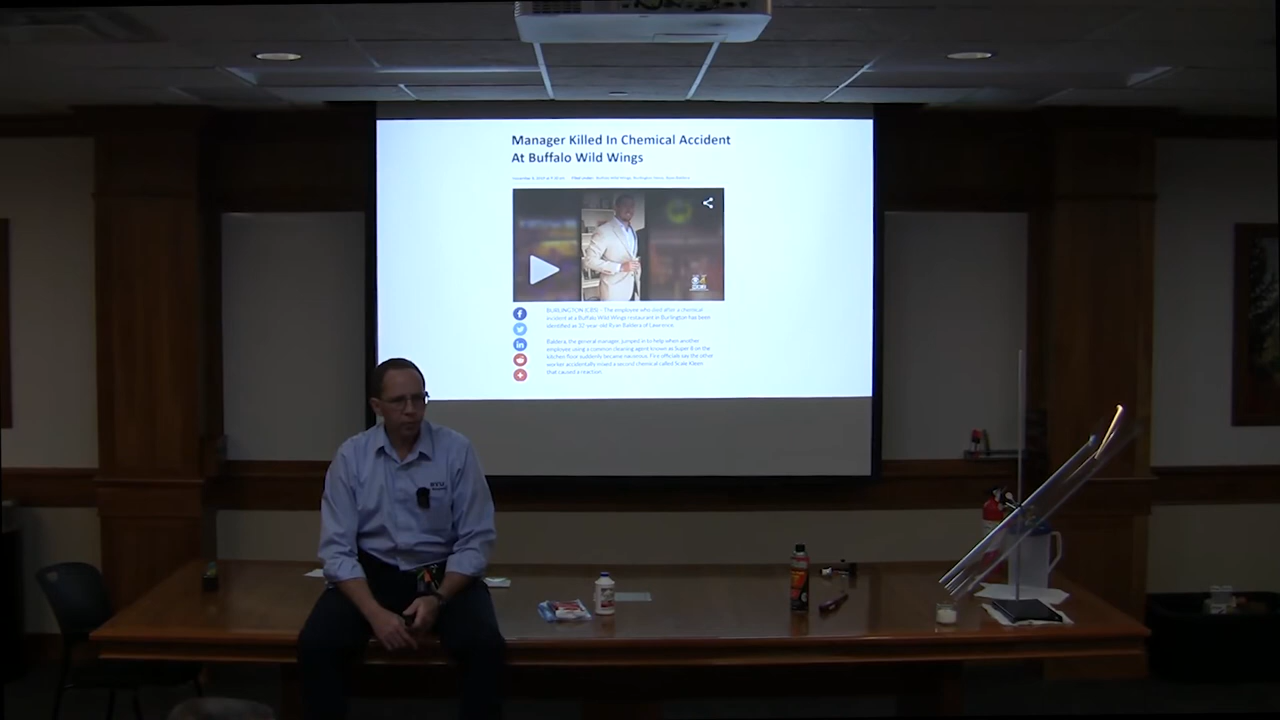 Manager Killed In Chemical Accident
At Buffalo Wild Wings
BURLINGTON (CBS) – The employee who died after a chemical
incident at a Buffalo Wild Wings restaurant in Burlington has been
identified as 32-year-old Ryan Baldera of Lawrence.
Baldera, the general manager, jumped in to help when another
employee using a common cleaning agent known as Super 8 on the
kitchen floor suddenly became nauseous. Fire officials say the other
worker accidentally mixed a second chemical called Scale Kleen
that caused a reaction.